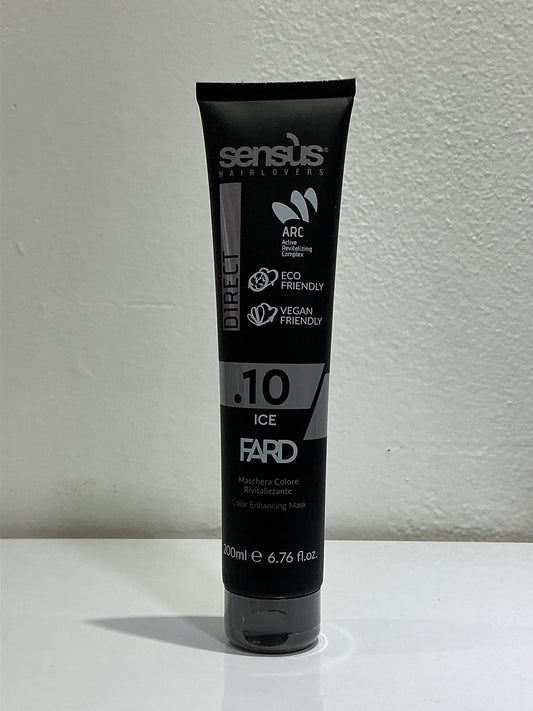 sensùs®
HAIRLOVERS
DIRECT
ARC
Active
Revitalizing
Complex
ECO
FRIENDLY
VEGAN
FRIENDLY
.10
ICE
FARD
Maschera Colore
Rivitalizzante
Color Enhancing Mask
200ml ℮ 6.76 fl.oz.